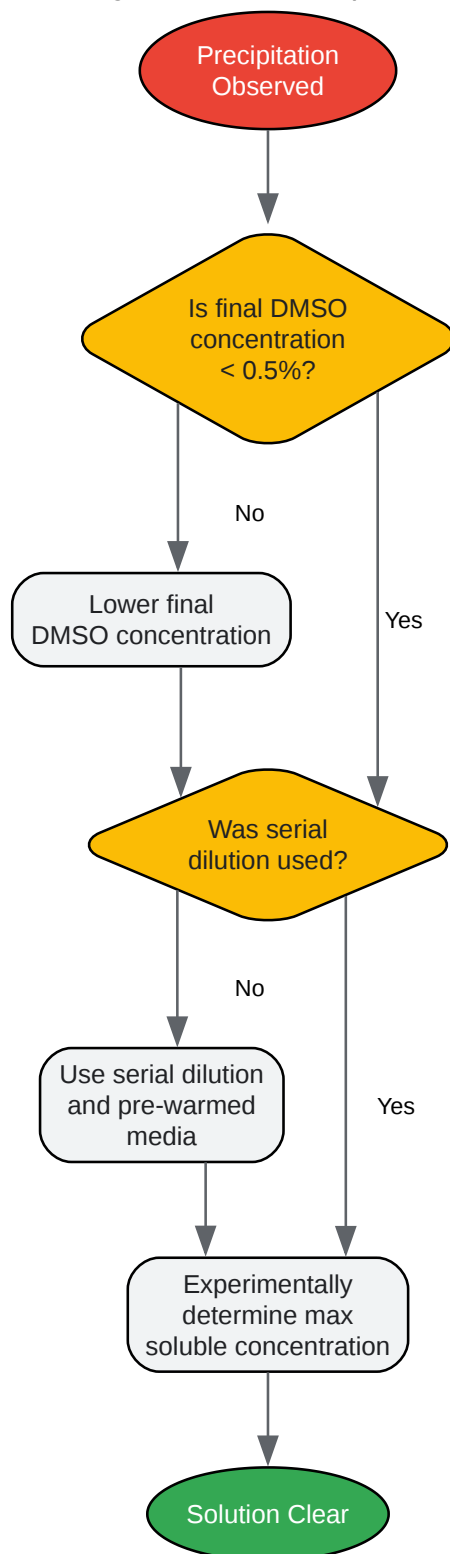 Precipitation
Observed
Is final DMSO
concentration
< 0.5%?
No
Lower final
DMSO concentration
Yes
Was serial
dilution used?
No
Use serial dilution
and pre-warmed
media
Yes
Experimentally
determine max
soluble concentration
Solution Clear